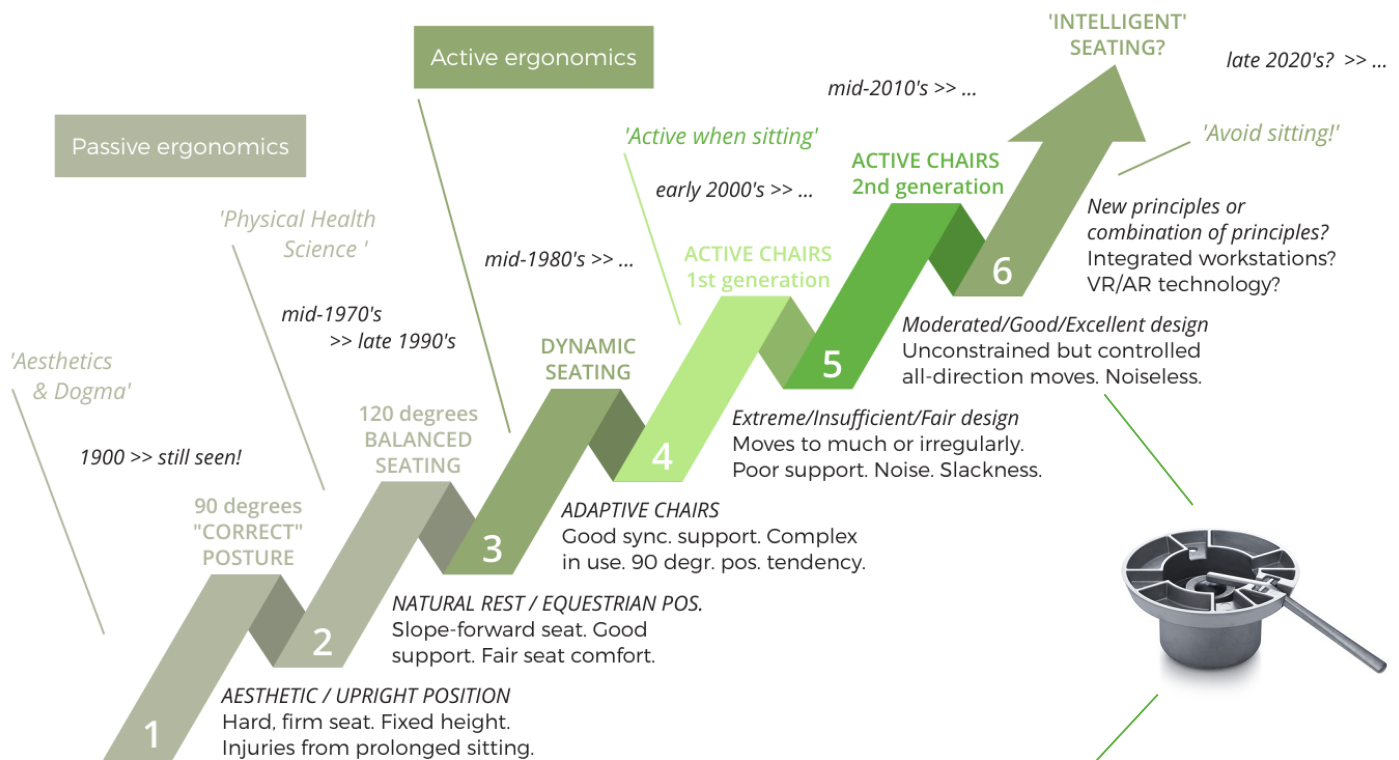 'INTELLIGENT'
SEATING?
late 2020's? >> ...
Active ergonomics
mid-2010's >> ...
Passive ergonomics
'Active when sitting'
'Avoid sitting!'
ACTIVE CHAIRS
2nd generation
early 2000's >> ...
New principles or
combination of principles?
Integrated workstations?
VR/AR technology?
6
'Physical Health
Science '
mid-1980's >> ...
ACTIVE CHAIRS
1st generation
mid-1970's
>> late 1990's
Moderated/Good/Excellent design
Unconstrained but controlled
all-direction moves. Noiseless.
5
DYNAMIC
SEATING
'Aesthetics
& Dogma'
120 degrees
BALANCED
SEATING
Extreme/Insufficient/Fair design
Moves to much or irregularly.
Poor support. Noise. Slackness.
4
1900 >> still seen!
90 degrees
"CORRECT"
POSTURE
ADAPTIVE CHAIRS
Good sync. support. Complex
in use. 90 degr. pos. tendency.
3
NATURAL REST / EQUESTRIAN POS.
Slope-forward seat. Good
support. Fair seat comfort.
2
AESTHETIC / UPRIGHT POSITION
Hard, firm seat. Fixed height.
Injuries from prolonged sitting.
1